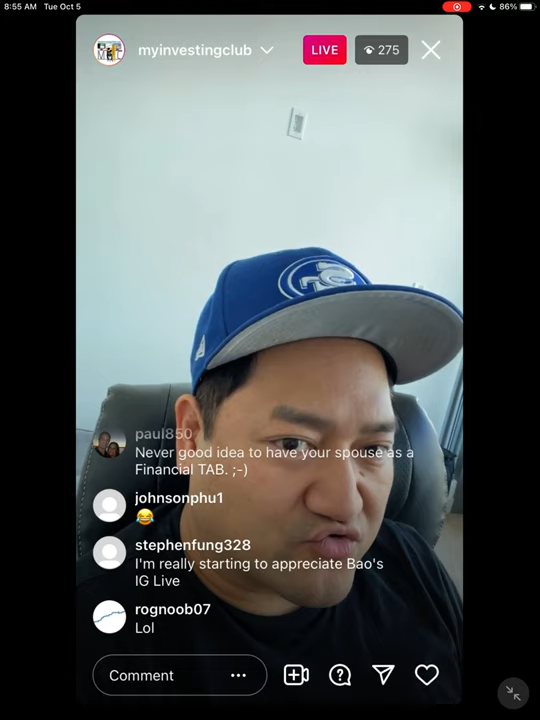 8:55 AM Tue Oct 5
86%
myinvestingclub
LIVE
275
SF
paul850
Never good idea to have your spouse as a
Financial TAB. ;-)
johnsonphu1
😂
stephenfung328
I'm really starting to appreciate Bao's
IG Live
rognoob07
Lol
Comment